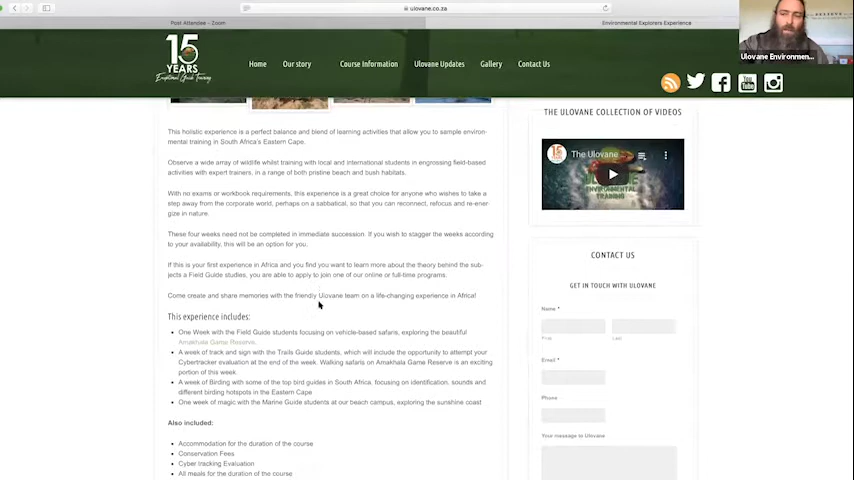 ulovane.co.za
Post Attendee - Zoom
Environmental Explorers Experience
BELIEVE
Ulovane Environmen...
15
YEARS
Exceptional Guide Training
Home
Our story
Course Information
Ulovane Updates
Gallery
Contact Us
You
Tube
This holistic experience is a perfect balance and blend of learning activities that allow you to sample environ-
mental training in South Africa's Eastern Cape.
Observe a wide array of wildlife whilst training with local and international students in engrossing field-based
activities with expert trainers, in a range of both pristine beach and bush habitats.
With no exams or workbook requirements, this experience is a great choice for anyone who wishes to take a
step away from the corporate world, perhaps on a sabbatical, so that you can reconnect, refocus and re-ener-
gize in nature.
These four weeks need not be completed in immediate succession. If you wish to stagger the weeks according
to your availability, this will be an option for you.
If this is your first experience in Africa and you find you want to learn more about the theory behind the sub-
jects a Field Guide studies, you are able to apply to join one of our online or full-time programs.
Come create and share memories with the friendly Ulovane team on a life-changing experience in Africa!
This experience includes:
One Week with the Field Guide students focusing on vehicle-based safaris, exploring the beautiful
Amakhala Game Reserve.
A week of track and sign with the Trails Guide students, which will include the opportunity to attempt your
Cybertracker evaluation at the end of the week. Walking safaris on Amakhala Game Reserve is an exciting
portion of this week.
A week of Birding with some of the top bird guides in South Africa, focusing on identification, sounds and
different birding hotspots in the Eastern Cape
One week of magic with the Marine Guide students at our beach campus, exploring the sunshine coast
Also included:
Accommodation for the duration of the course
Conservation Fees
Cyber tracking Evaluation
All meals for the duration of the course
THE ULOVANE COLLECTION OF VIDEOS
15
YEARS
The Ulovane
ULOVANE
ENVIRONMENTAL
TRAINING
CONTACT US
GET IN TOUCH WITH ULOVANE
Name *
First
Last
Email *
Phone
Your message to Ulovane